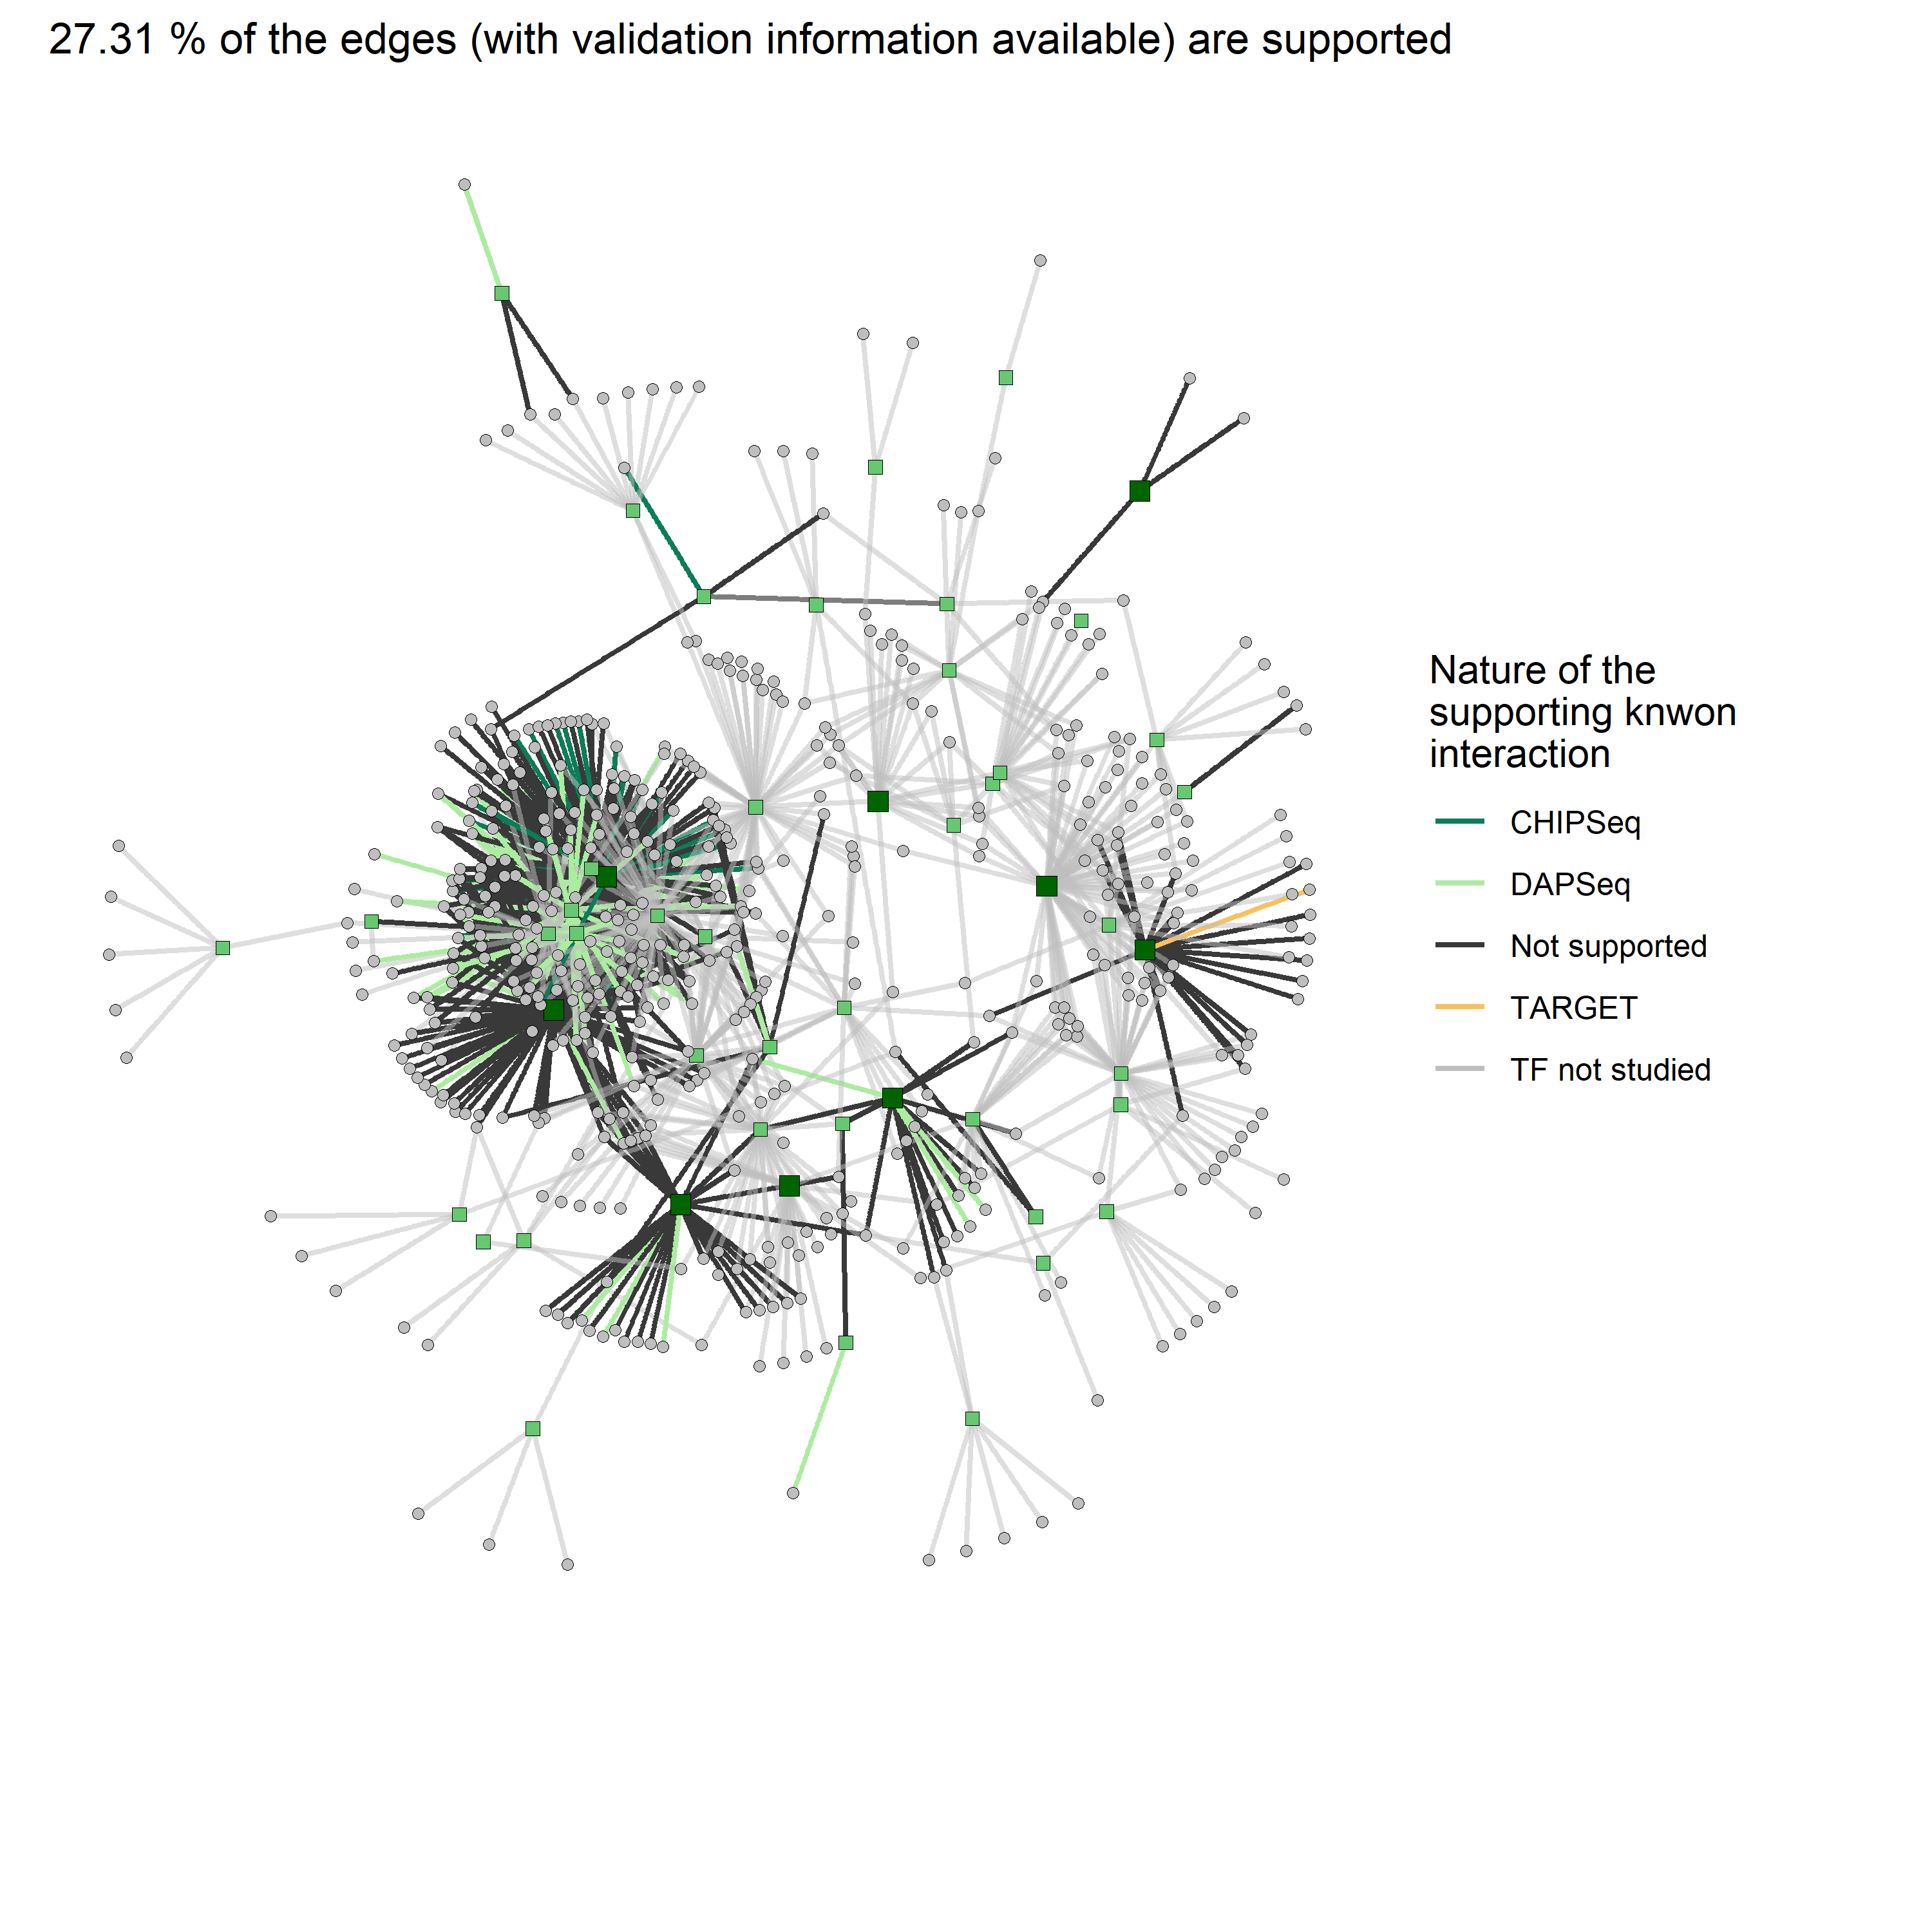 27.31 % of the edges (with validation information available) are supported
Nature of the
supporting knwon
interaction
CHIPSeq
DAPSeq
Not supported
TARGET
TF not studied